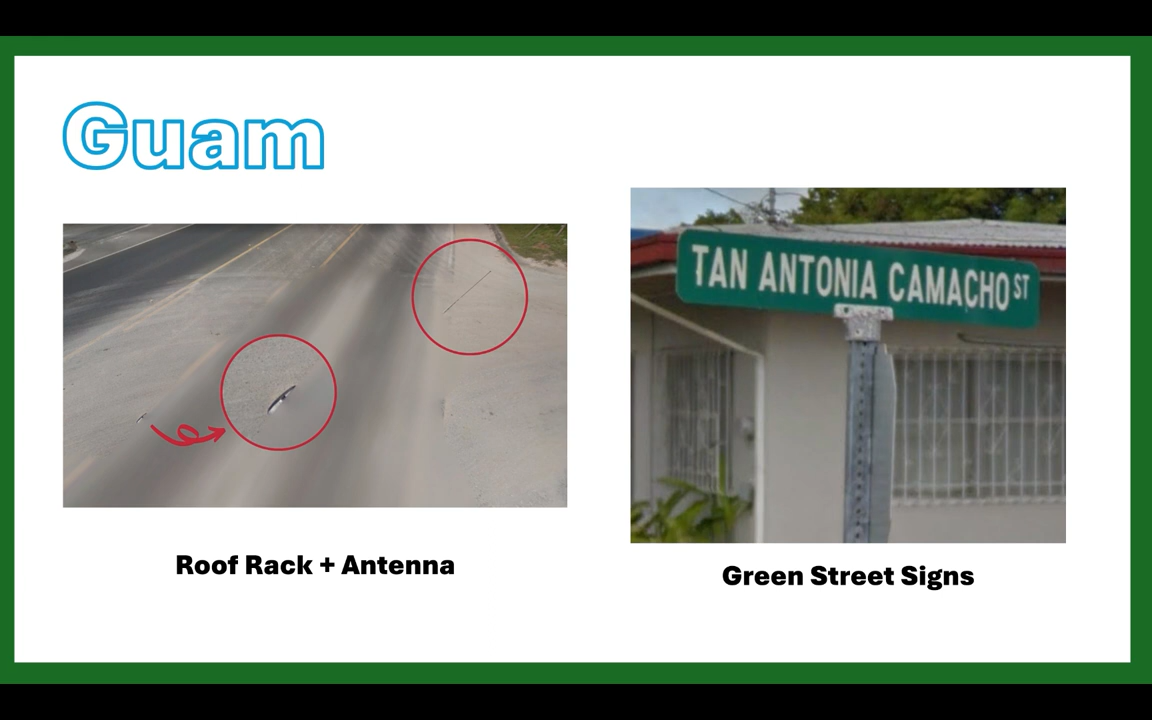 Guam
TAN ANTONIA CAMACHO ST
Roof Rack + Antenna
Green Street Signs